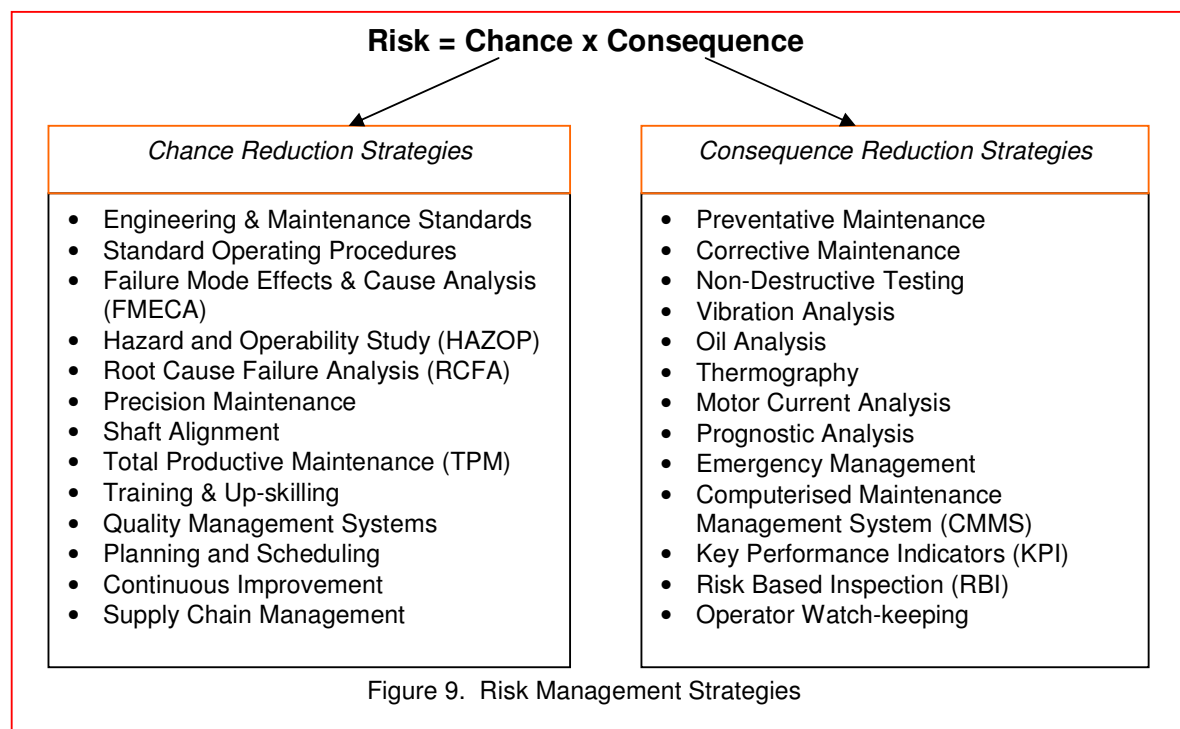 Risk = Chance x Consequence
Chance Reduction Strategies
• Engineering & Maintenance Standards
• Standard Operating Procedures
• Failure Mode Effects & Cause Analysis
(FMECA)
• Hazard and Operability Study (HAZOP)
• Root Cause Failure Analysis (RCFA)
• Precision Maintenance
• Shaft Alignment
• Total Productive Maintenance (TPM)
• Training & Up-skilling
• Quality Management Systems
• Planning and Scheduling
• Continuous Improvement
• Supply Chain Management
Consequence Reduction Strategies
• Preventative Maintenance
• Corrective Maintenance
• Non-Destructive Testing
• Vibration Analysis
• Oil Analysis
• Thermography
• Motor Current Analysis
• Prognostic Analysis
• Emergency Management
• Computerised Maintenance
Management System (CMMS)
• Key Performance Indicators (KPI)
• Risk Based Inspection (RBI)
• Operator Watch-keeping
Figure 9. Risk Management Strategies